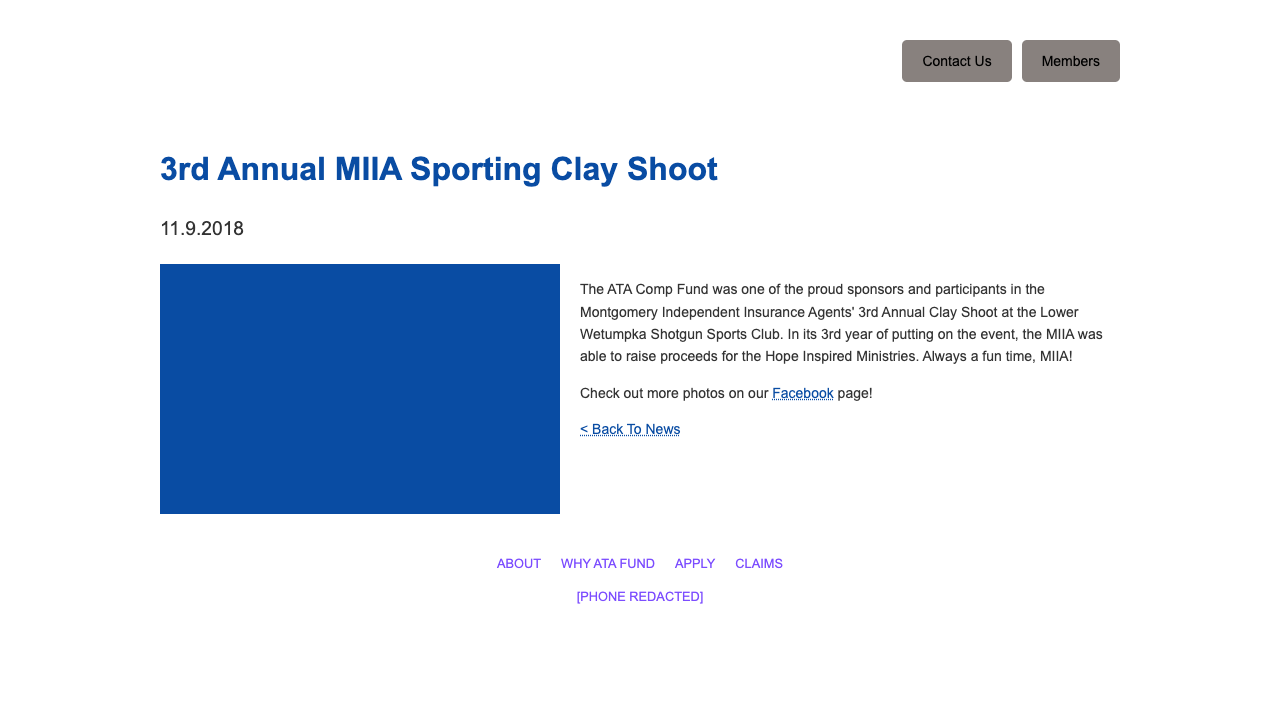 Contact Us
Members
3rd Annual MIIA Sporting Clay Shoot
11.9.2018
The ATA Comp Fund was one of the proud sponsors and participants in the
Montgomery Independent Insurance Agents' 3rd Annual Clay Shoot at the Lower
Wetumpka Shotgun Sports Club. In its 3rd year of putting on the event, the MIIA was
able to raise proceeds for the Hope Inspired Ministries. Always a fun time, MIIA!
Check out more photos on our Facebook page!
< Back To News
ABOUT
WHY ATA FUND
APPLY
CLAIMS
[PHONE REDACTED]